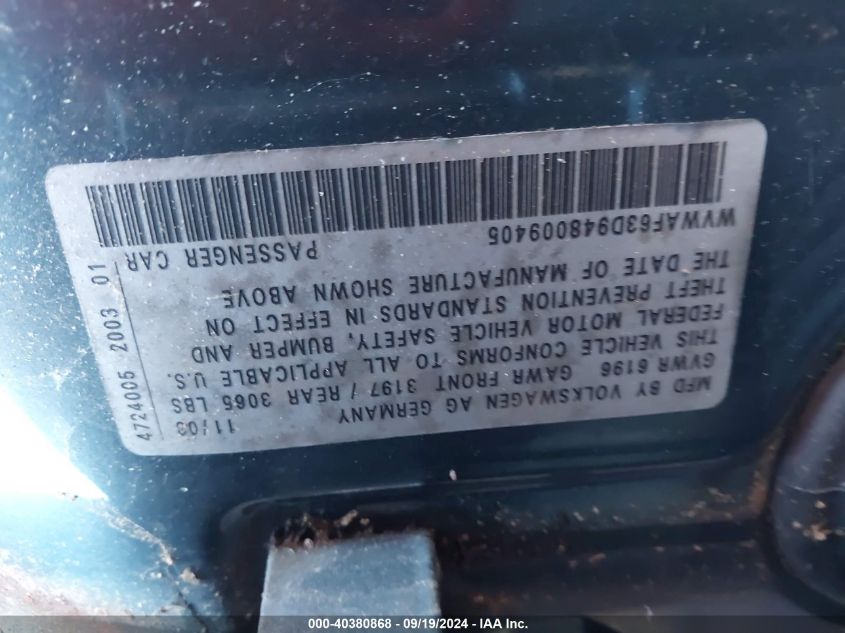 MFD BY VOLKSWAGEN AG GERMANY 11/03
GVWR 6196 GAWR FRONT 3197 / REAR 3065 LBS
THIS VEHICLE CONFORMS TO ALL APPLICABLE U.S.
FEDERAL MOTOR VEHICLE SAFETY, BUMPER AND
THEFT PREVENTION STANDARDS IN EFFECT ON
THE DATE OF MANUFACTURE SHOWN ABOVE
WVWAF63D948009405 PASSENGER CAR
4724005 2003 01
000-40380868 - 09/19/2024 - IAA Inc.